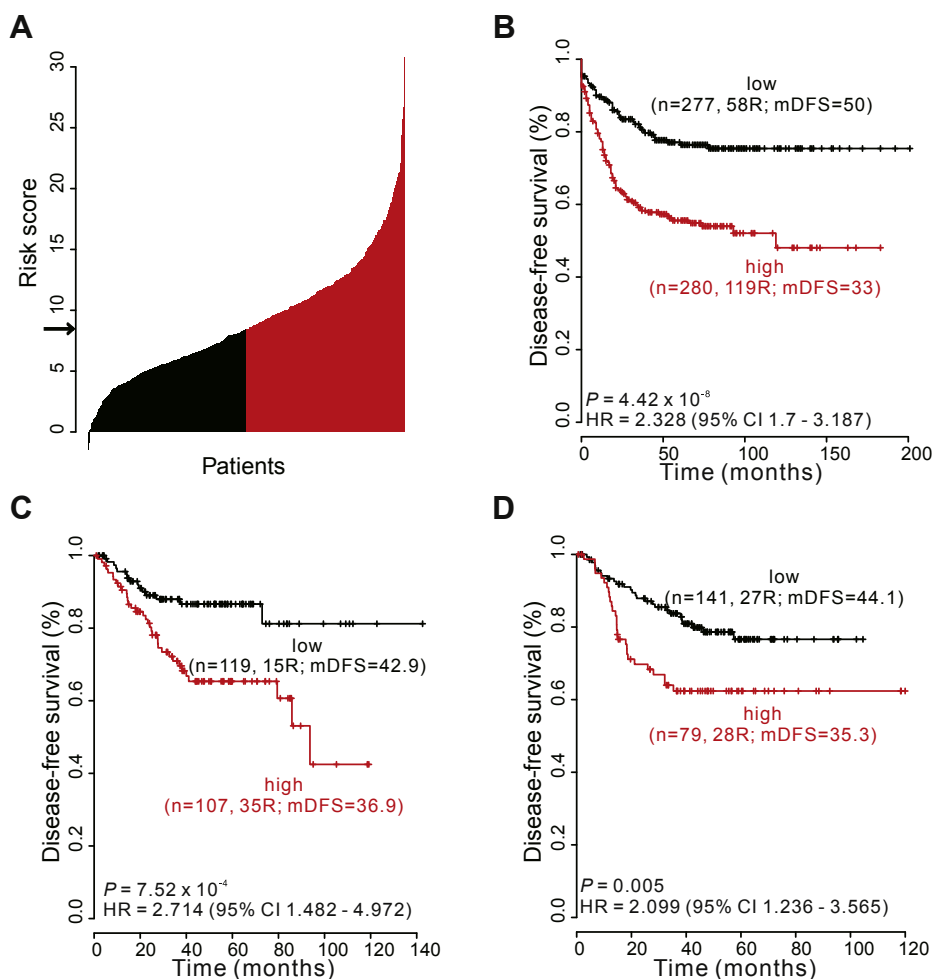 A
Risk score
30
25
20
15
10
5
0
Patients
B
Disease-free survival (%)
1.0
0.8
0.6
0.4
0.2
0.0
low
(n=277, 58R; mDFS=50)
high
(n=280, 119R; mDFS=33)
P = 4.42 x 10-8
HR = 2.328 (95% CI 1.7 - 3.187)
0 50 100 150 200
Time (months)
C
Disease-free survival (%)
1.0
0.8
0.6
0.4
0.2
0.0
low
(n=119, 15R; mDFS=42.9)
high
(n=107, 35R; mDFS=36.9)
P = 7.52 x 10-4
HR = 2.714 (95% CI 1.482 - 4.972)
0 20 40 60 80 100 120 140
Time (months)
D
Disease-free survival (%)
1.0
0.8
0.6
0.4
0.2
0.0
low
(n=141, 27R; mDFS=44.1)
high
(n=79, 28R; mDFS=35.3)
P = 0.005
HR = 2.099 (95% CI 1.236 - 3.565)
0 20 40 60 80 100 120
Time (months)